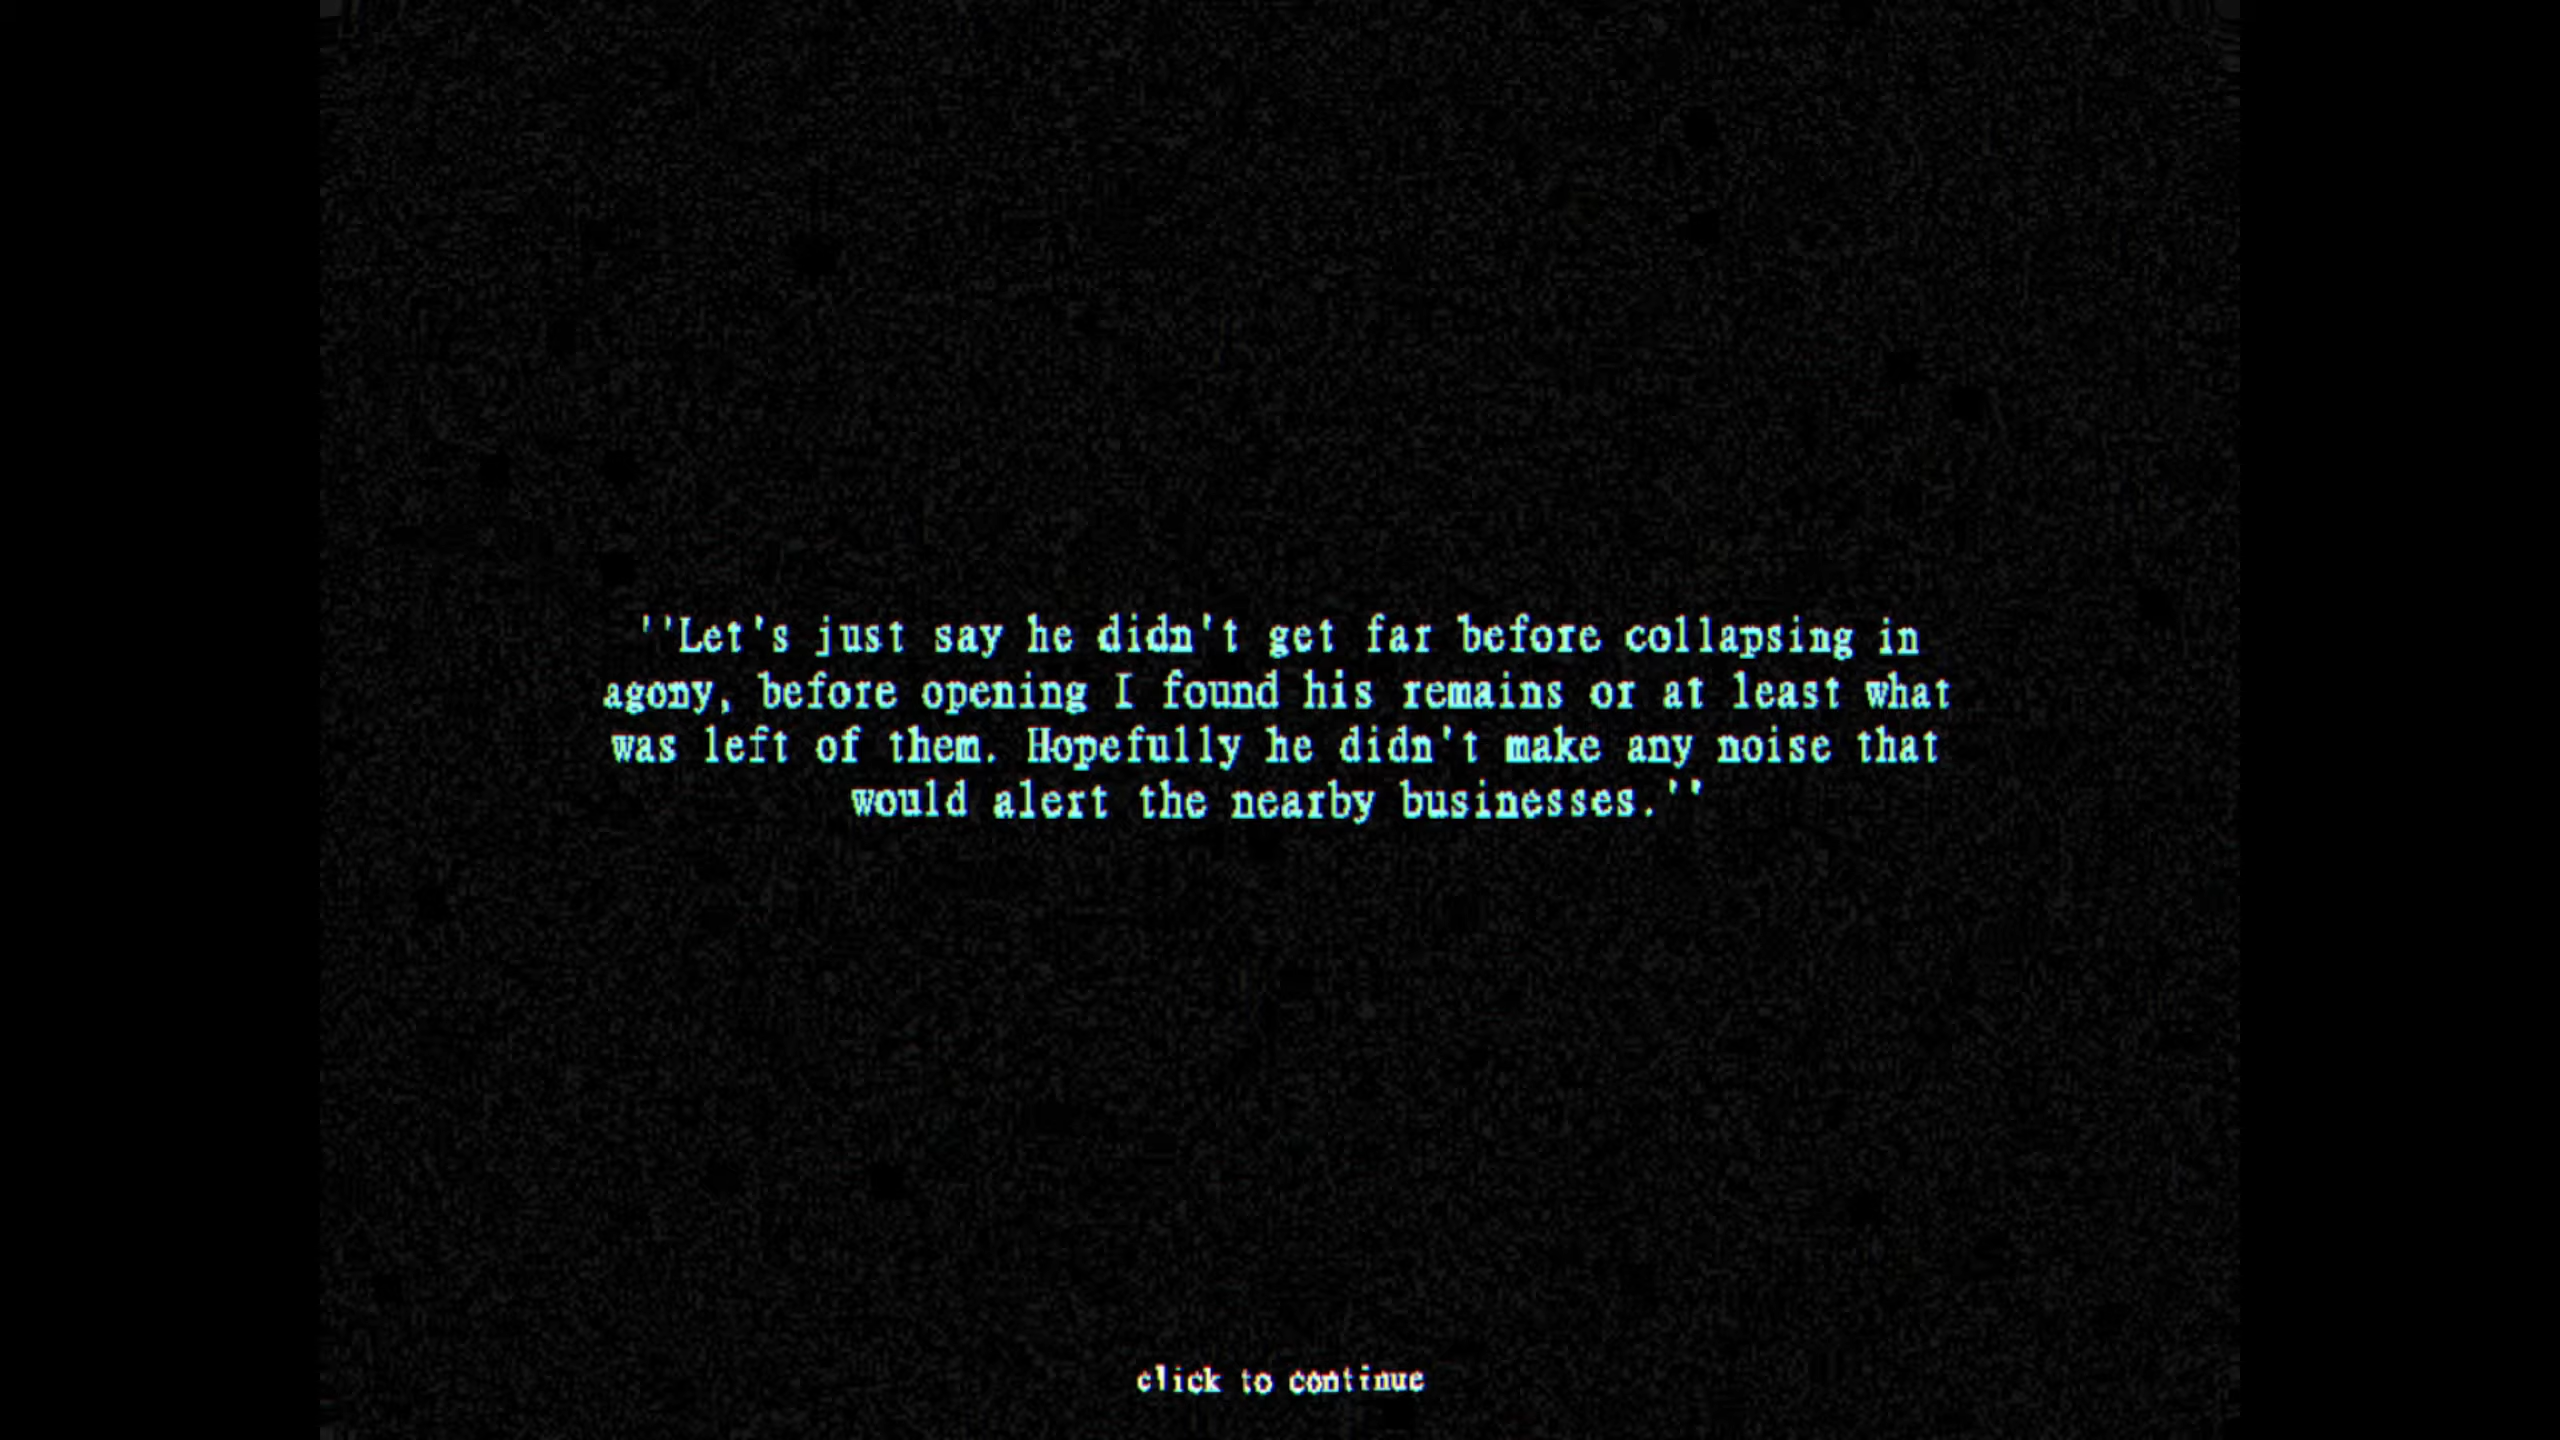 ''Let's just say he didn't get far before collapsing in
agony, before opening I found his remains or at least what
was left of them. Hopefully he didn't make any noise that
would alert the nearby businesses.''
click to continue